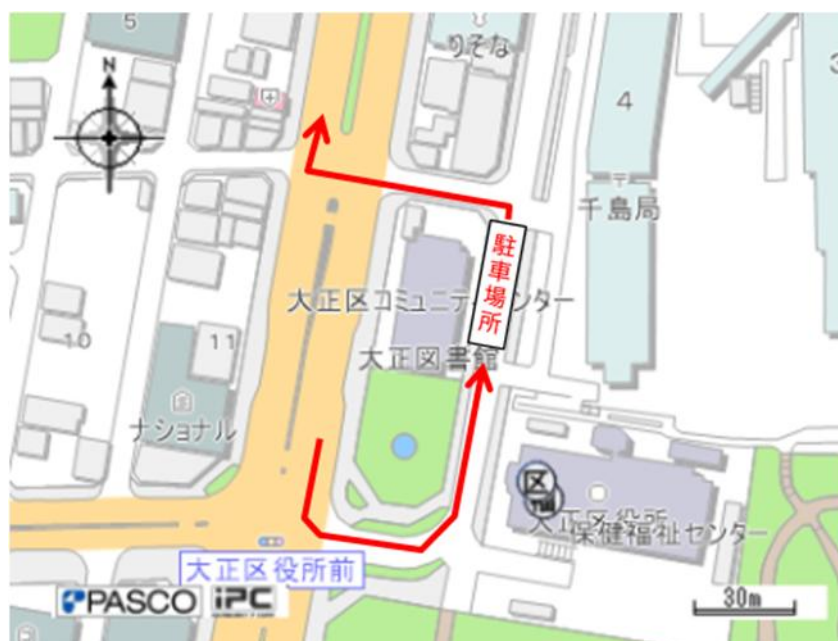 5
りそな
N
4
3
〒
千島局
駐車場所
大正区コミュニティセンター
大正図書館
10
11
ナショナル
区
大正区役所
保健福祉センター
大正区役所前
PASCO iPC
30m